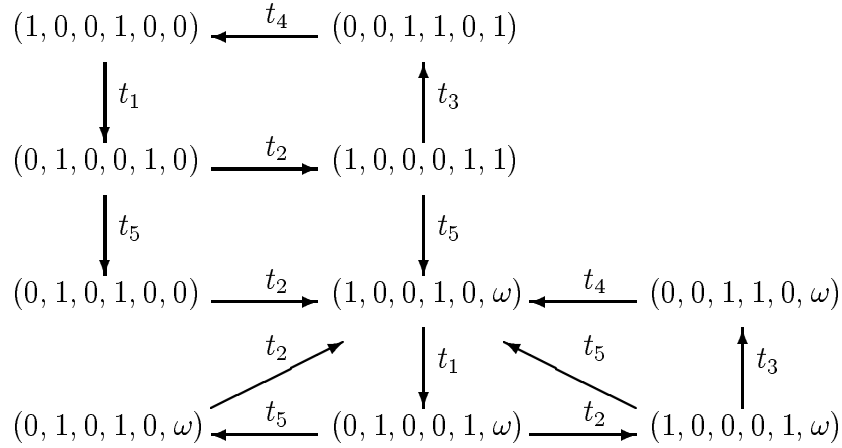 (1, 0, 0, 1, 0, 0) t₄ (0, 0, 1, 1, 0, 1)
t₁ t₃
(0, 1, 0, 0, 1, 0) t₂ (1, 0, 0, 0, 1, 1)
t₅ t₅
(0, 1, 0, 1, 0, 0) t₂ (1, 0, 0, 1, 0, ω) t₄ (0, 0, 1, 1, 0, ω)
t₂ t₁ t₅ t₃
(0, 1, 0, 1, 0, ω) t₅ (0, 1, 0, 0, 1, ω) t₂ (1, 0, 0, 0, 1, ω)